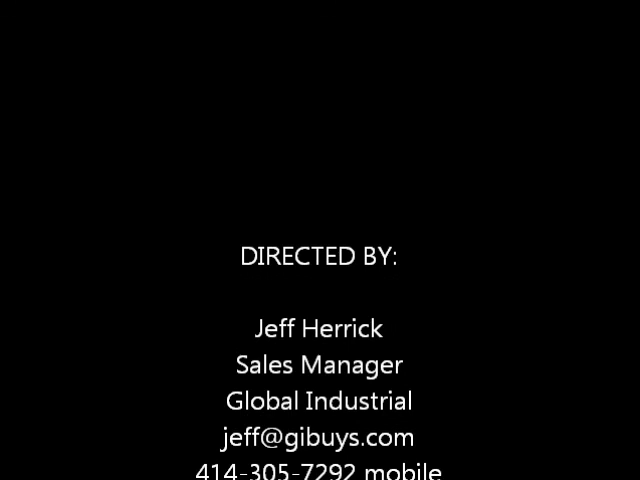 DIRECTED BY:
Jeff Herrick
Sales Manager
Global Industrial
jeff@gibuys.com
414-305-7292 mobile